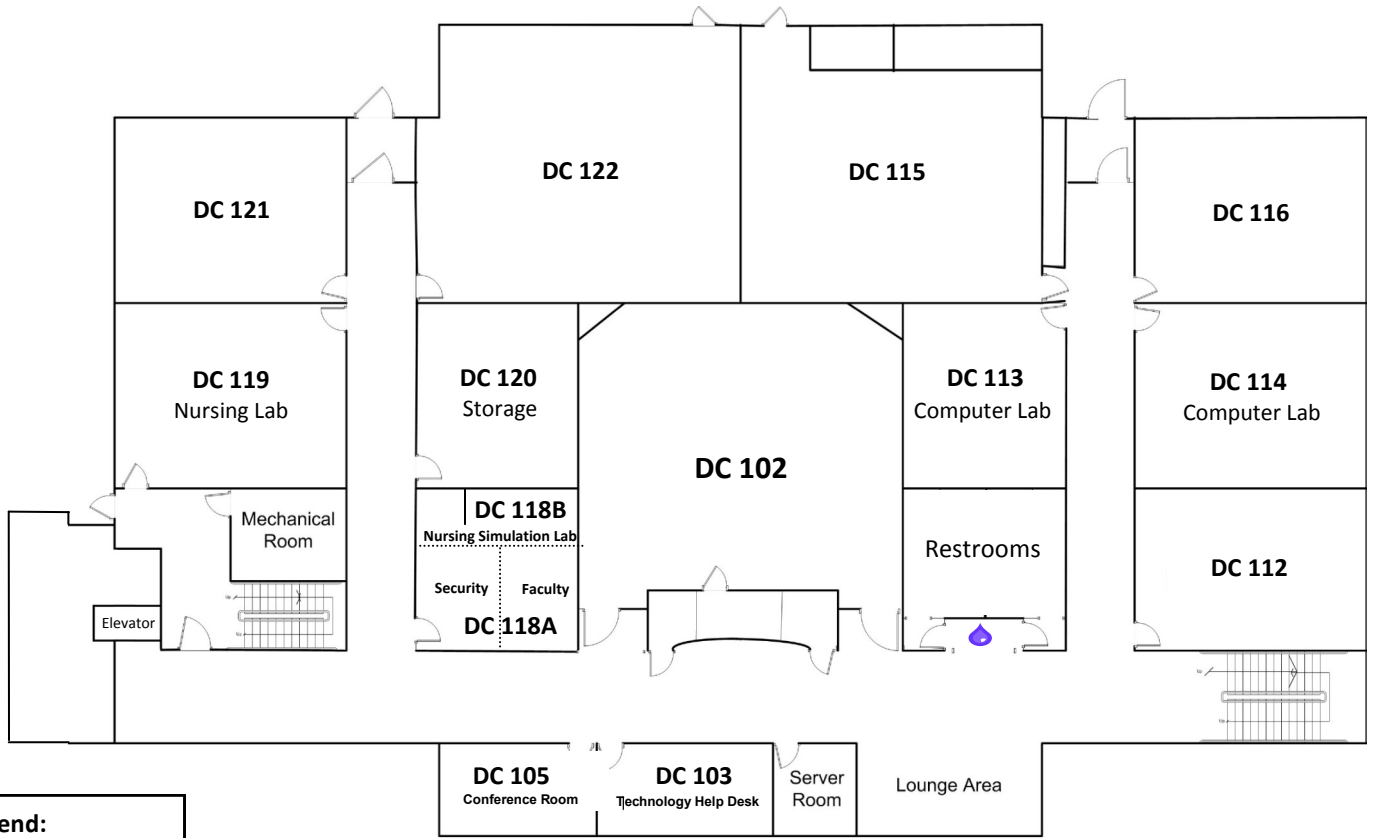 DC 122
DC 115
DC 121
DC 116
DC 119
Nursing Lab
DC 120
Storage
DC 113
Computer Lab
DC 114
Computer Lab
DC 102
DC 118B
Nursing Simulation Lab
Mechanical
Room
Restrooms
DC 112
Security
Faculty
DC 118A
Elevator
DC 105
Conference Room
DC 103
Technology Help Desk
Server
Room
Lounge Area
end: